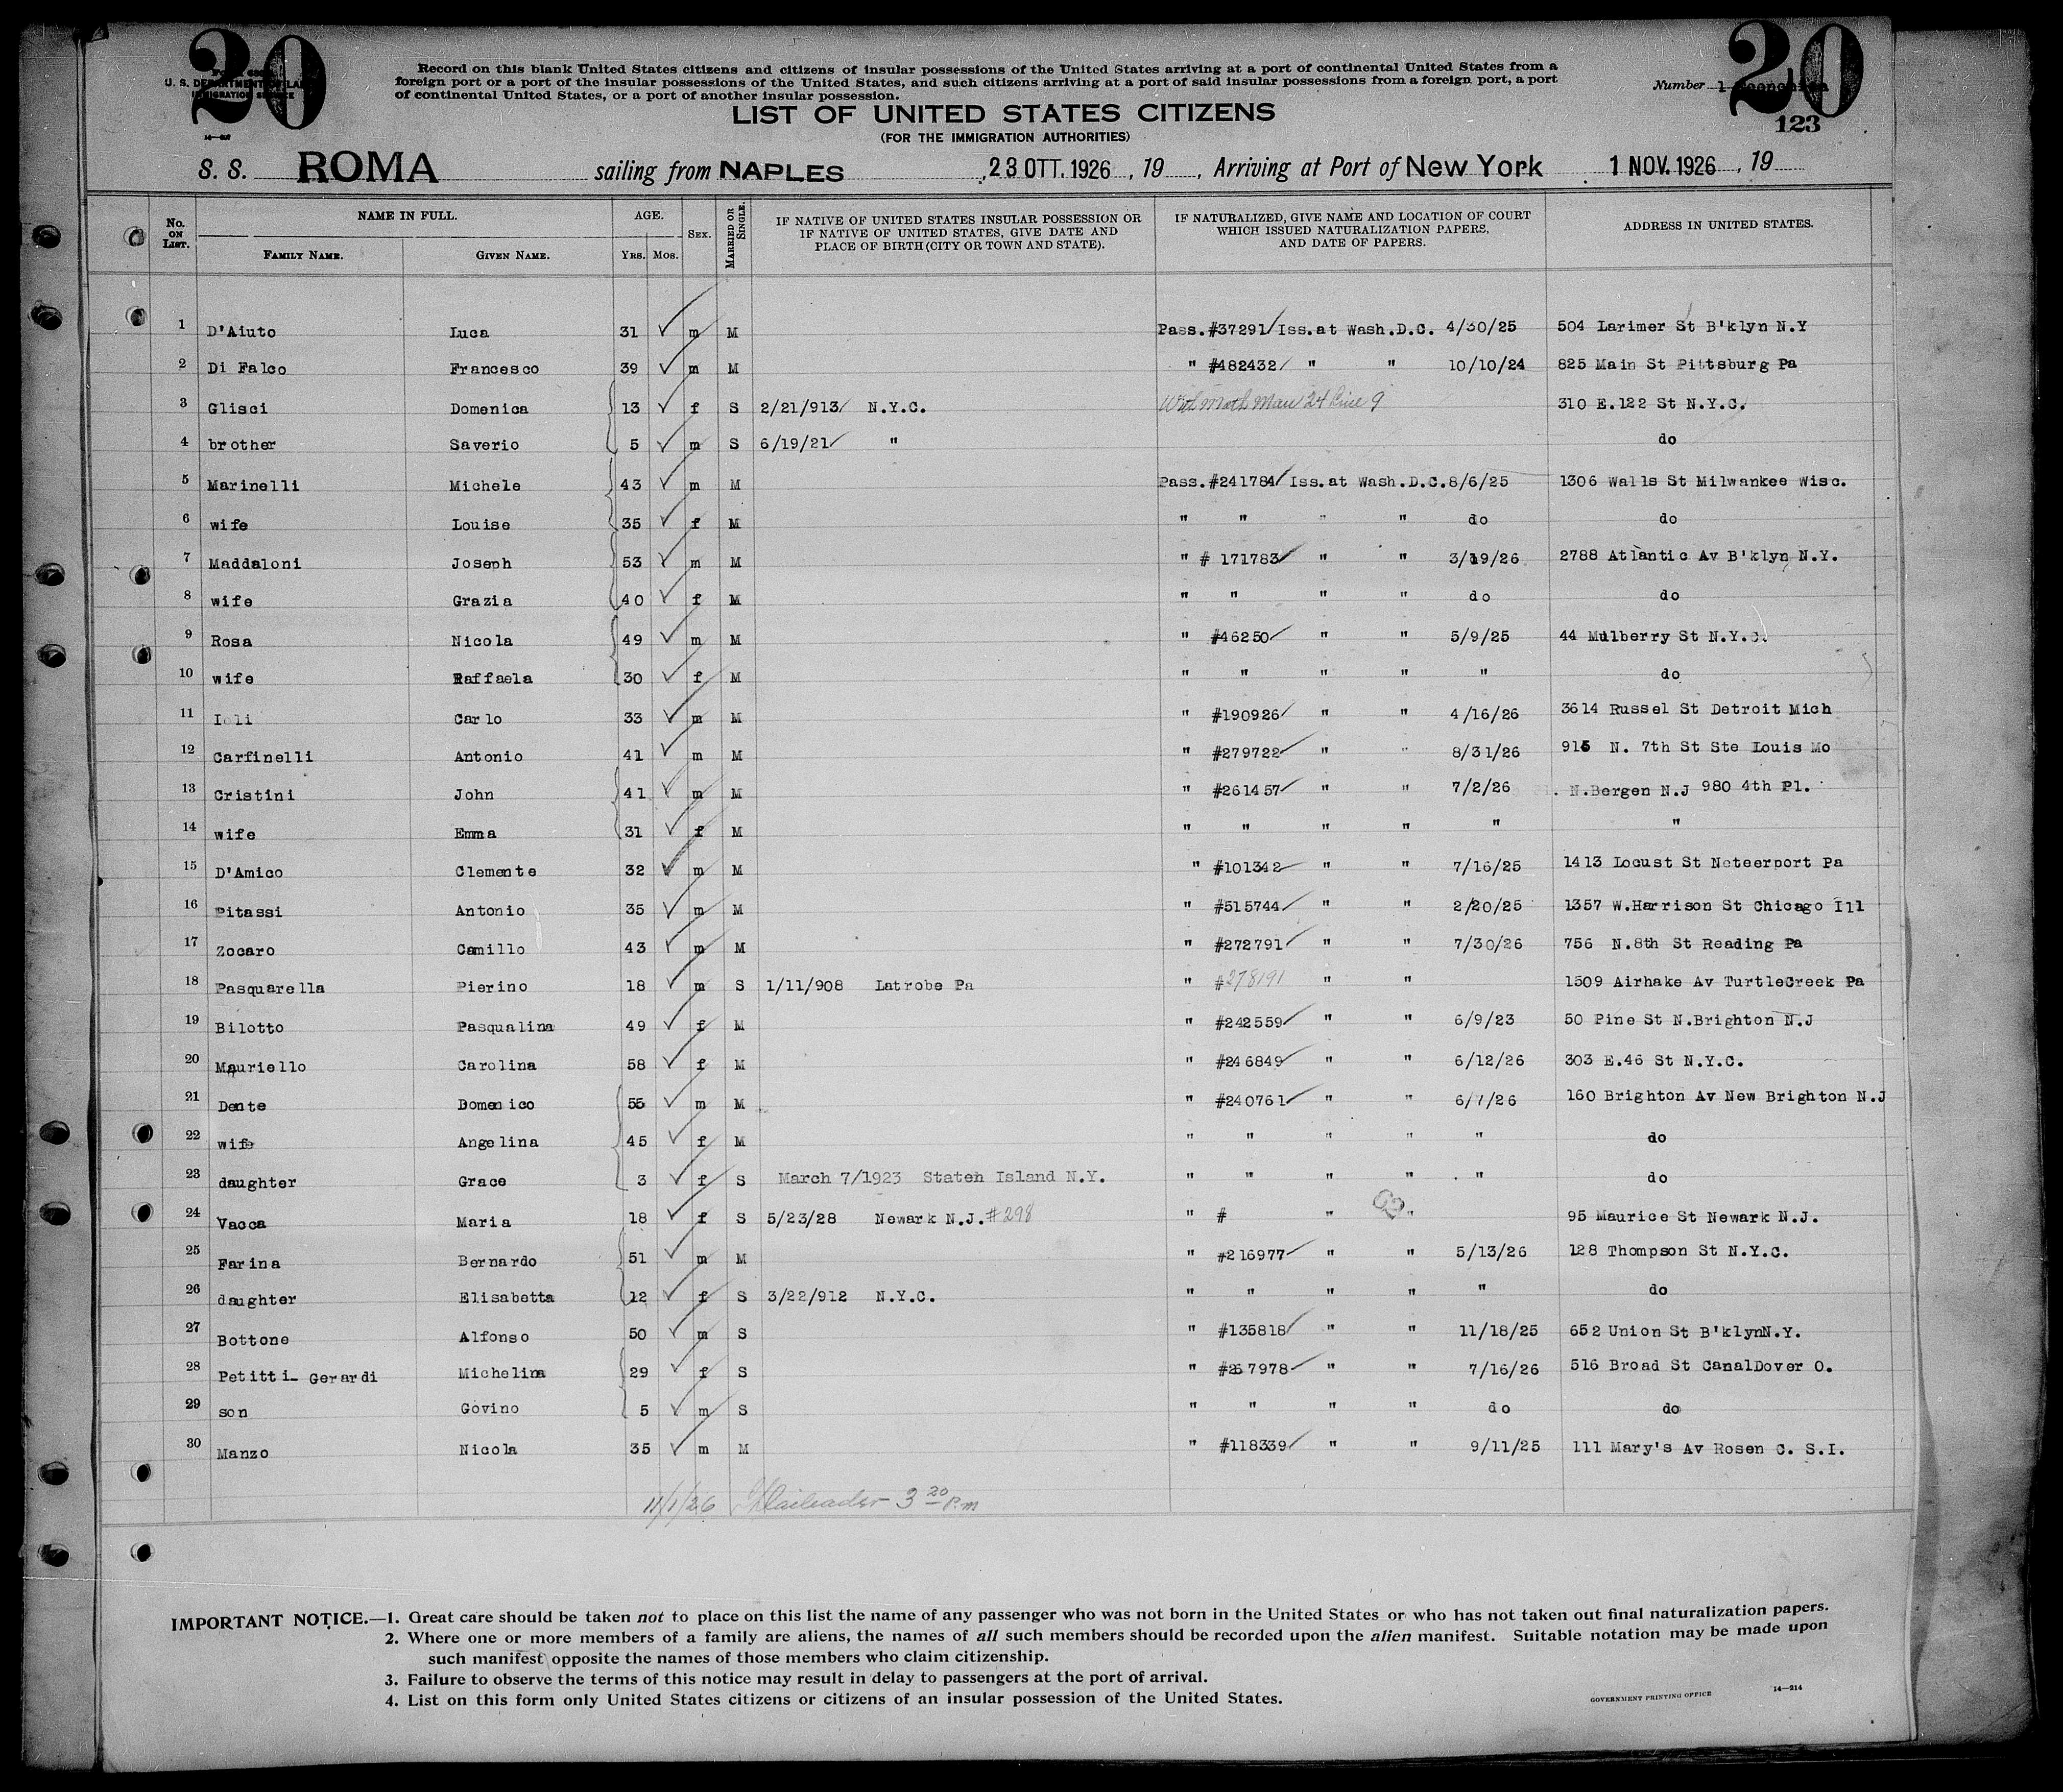 20
20
U. S. DEPARTMENT OF LABOR
IMMIGRATION SERVICE
Record on this blank United States citizens and citizens of insular possessions of the United States arriving at a port of continental United States from a
foreign port or a port of the insular possessions of the United States, and such citizens arriving at a port of said insular possessions from a foreign port, a port
of continental United States, or a port of another insular possession.
Number 1
123
LIST OF UNITED STATES CITIZENS
(FOR THE IMMIGRATION AUTHORITIES)
S. S. ROMA sailing from NAPLES , 23 OTT. 1926 , 19 , Arriving at Port of New York 1 NOV. 1926 , 19
No. ON LIST. NAME IN FULL. AGE. SEX. MARRIED OR SINGLE. IF NATIVE OF UNITED STATES INSULAR POSSESSION OR IF NATIVE OF UNITED STATES, GIVE DATE AND PLACE OF BIRTH (CITY OR TOWN AND STATE). IF NATURALIZED, GIVE NAME AND LOCATION OF COURT WHICH ISSUED NATURALIZATION PAPERS, AND DATE OF PAPERS. ADDRESS IN UNITED STATES.
FAMILY NAME. GIVEN NAME. YRS. MOS.
1 D'Aiuto Luca 31 m M Pass. #37291 Iss. at Wash.D.C. 4/30/25 504 Larimer St B'klyn N.Y
2 Di Falco Francesco 39 m M " #482432 " " 10/10/24 825 Main St Pittsburg Pa
3 Glisci Domenica 13 f S 2/21/913 N.Y.C. 24 9 310 E.122 St N.Y.C.
4 brother Saverio 5 m S 6/19/21 " do
5 Marinelli Michele 43 m M Pass. #241784 Iss.at Wash.D.C. 8/6/25 1306 Walls St Milwankee Wisc.
6 wife Louise 35 f M " " " " do do
7 Maddaloni Joseph 53 m M " # 171783 " " 3/19/26 2788 Atlantic Av B'klyn N.Y.
8 wife Grazia 40 f M " " " " do do
9 Rosa Nicola 49 m M " #46250 " " 5/9/25 44 Mulberry St N.Y.C.
10 wife Raffaela 30 f M " " " " " do
11 Ioli Carlo 33 m M " #190926 " " 4/16/26 3614 Russel St Detroit Mich
12 Carfinelli Antonio 41 m M " #279722 " " 8/31/26 915 N. 7th St Ste Louis Mo
13 Cristini John 41 m M " #261457 " " 7/2/26 N.Bergen N.J 980 4th Pl.
14 wife Emma 31 f M " " " " " "
15 D'Amico Clemente 32 m M " #101342 " " 7/16/25 1413 Locust St Noteerport Pa
16 Pitassi Antonio 35 m M " #515744 " " 2/20/25 1357 W.Harrison St Chicago Ill
17 Zocaro Camillo 43 m M " #272791 " " 7/30/26 756 N.8th St Reading Pa
18 Pasquarella Pierino 18 m S 1/11/908 Latrobe Pa " #278191 " " 1509 Airhake Av TurtleCreek Pa
19 Bilotto Pasqualina 49 f M " #242559 " " 6/9/23 50 Pine St N.Brighton N.J
20 Mauriello Carolina 58 f M " #246849 " " 6/12/26 303 E.46 St N.Y.C.
21 Dente Domenico 55 m M " #240761 " " 6/7/26 160 Brighton Av New Brighton N.J
22 wife Angelina 45 f M " " " " " do
23 daughter Grace 3 f S March 7/1923 Staten Island N.Y. " " " " " do
24 Vacca Maria 18 f S 5/23/28 Newark N.J. #298 " # " " 95 Maurice St Newark N.J.
25 Farina Bernardo 51 m M " #216977 " " 5/13/26 128 Thompson St N.Y.C.
26 daughter Elisabetta 12 f S 3/22/912 N.Y.C. " " " " " do
27 Bottone Alfonso 50 m S " #135818 " " 11/18/25 652 Union St B'klynN.Y.
28 Petitti_ Gerardi Michelina 29 f S " #267978 " " 7/16/26 516 Broad St CanalDover O.
29 son Govino 5 m S " " " " do do
30 Manzo Nicola 35 m M " #118339 " " 9/11/25 111 Mary's Av Rosen C. S.I.
11/1/26 3 20 P.m
IMPORTANT NOTICE.—1. Great care should be taken not to place on this list the name of any passenger who was not born in the United States or who has not taken out final naturalization papers.
2. Where one or more members of a family are aliens, the names of all such members should be recorded upon the alien manifest. Suitable notation may be made upon
such manifest opposite the names of those members who claim citizenship.
3. Failure to observe the terms of this notice may result in delay to passengers at the port of arrival.
4. List on this form only United States citizens or citizens of an insular possession of the United States.
GOVERNMENT PRINTING OFFICE 14—214